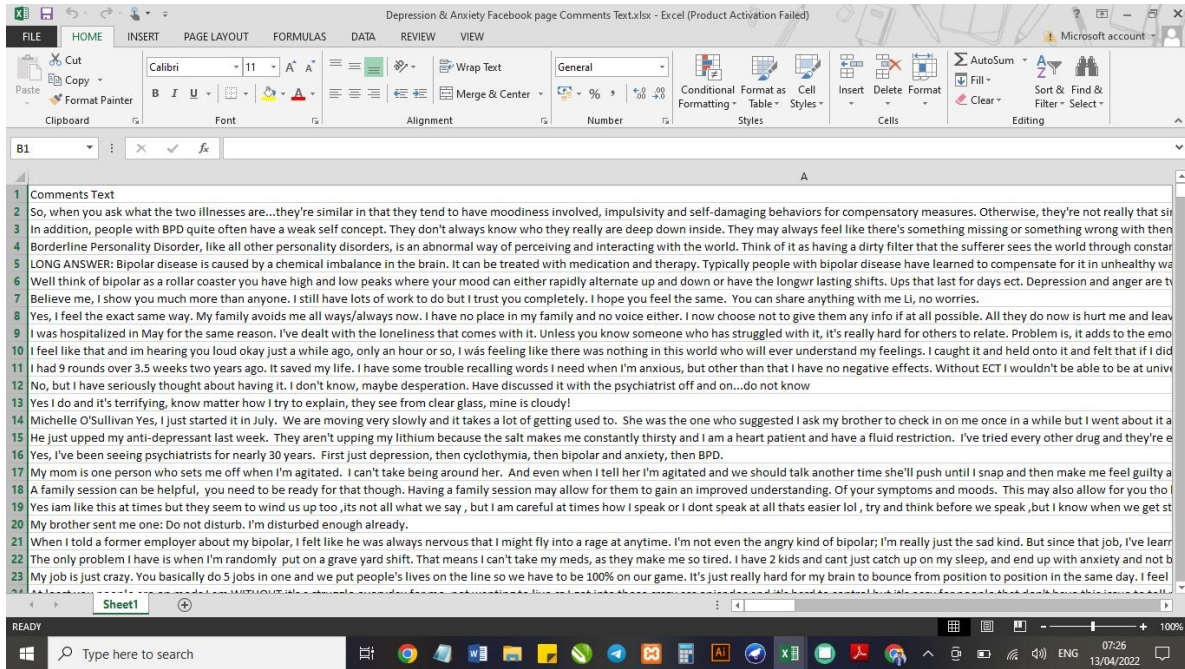 Depression & Anxiety Facebook page Comments Text.xlsx - Excel (Product Activation Failed)
FILE HOME INSERT PAGE LAYOUT FORMULAS DATA REVIEW VIEW Microsoft account
Paste Cut Copy Format Painter
Calibri 11 A A Wrap Text General
B I U A Merge & Center % , Conditional Formatting Format as Table Cell Styles Insert Delete Format
AutoSum Fill Clear Sort & Filter Find & Select
Clipboard Font Alignment Number Styles Cells Editing
B1 fx
A
1 Comments Text
2 So, when you ask what the two illnesses are...they're similar in that they tend to have moodiness involved, impulsivity and self-damaging behaviors for compensatory measures. Otherwise, they're not really that
3 In addition, people with BPD quite often have a weak self concept. They don't always know who they really are deep down inside. They may always feel like there's something missing or something wrong with
4 Borderline Personality Disorder, like all other personality disorders, is an abnormal way of perceiving and interacting with the world. Think of it as having a dirty filter that the sufferer sees the world through
5 LONG ANSWER: Bipolar disease is caused by a chemical imbalance in the brain. It can be treated with medication and therapy. Typically people with bipolar disease have learned to compensate for it in unhealthy
6 Well think of bipolar as a rollar coaster you have high and low peaks where your mood can either rapidly alternate up and down or have the longwr lasting shifts. Ups that last for days ect. Depression and anger are
7 Believe me, I show you much more than anyone. I still have lots of work to do but I trust you completely. I hope you feel the same. You can share anything with me Li, no worries.
8 Yes, I feel the exact same way. My family avoids me all ways/always now. I have no place in my family and no voice either. I now choose not to give them any info if at all possible. All they do now is hurt me and
9 I was hospitalized in May for the same reason. I've dealt with the loneliness that comes with it. Unless you know someone who has struggled with it, it's really hard for others to relate. Problem is, it adds to the
10 I feel like that and im hearing you loud okay just a while ago, only an hour or so, I wás feeling like there was nothing in this world who will ever understand my feelings. I caught it and held onto it and felt that if I did
11 I had 9 rounds over 3.5 weeks two years ago. It saved my life. I have some trouble recalling words I need when I'm anxious, but other than that I have no negative effects. Without ECT I wouldn't be able to be at
12 No, but I have seriously thought about having it. I don't know, maybe desperation. Have discussed it with the psychiatrist off and on...do not know
13 Yes I do and it's terrifying, know matter how I try to explain, they see from clear glass, mine is cloudy!
14 Michelle O'Sullivan Yes, I just started it in July. We are moving very slowly and it takes a lot of getting used to. She was the one who suggested I ask my brother to check in on me once in a while but I went about it a
15 He just upped my anti-depressant last week. They aren't upping my lithium because the salt makes me constantly thirsty and I am a heart patient and have a fluid restriction. I've tried every other drug and they're
16 Yes, I've been seeing psychiatrists for nearly 30 years. First just depression, then cyclothymia, then bipolar and anxiety, then BPD.
17 My mom is one person who sets me off when I'm agitated. I can't take being around her. And even when I tell her I'm agitated and we should talk another time she'll push until I snap and then make me feel guilty a
18 A family session can be helpful, you need to be ready for that though. Having a family session may allow for them to gain an improved understanding. Of your symptoms and moods. This may also allow for you tho
19 Yes iam like this at times but they seem to wind us up too ,its not all what we say , but I am careful at times how I speak or I dont speak at all thats easier lol , try and think before we speak ,but I know when we get
20 My brother sent me one: Do not disturb. I'm disturbed enough already.
21 When I told a former employer about my bipolar, I felt like he was always nervous that I might fly into a rage at anytime. I'm not even the angry kind of bipolar; I'm really just the sad kind. But since that job, I've
22 The only problem I have is when I'm randomly put on a grave yard shift. That means I can't take my meds, as they make me so tired. I have 2 kids and cant just catch up on my sleep, and end up with anxiety and not
23 My job is just crazy. You basically do 5 jobs in one and we put people's lives on the line so we have to be 100% on our game. It's just really hard for my brain to bounce from position to position in the same day. I feel
Sheet1
READY 100%
Type here to search ENG 07:26
13/04/2022